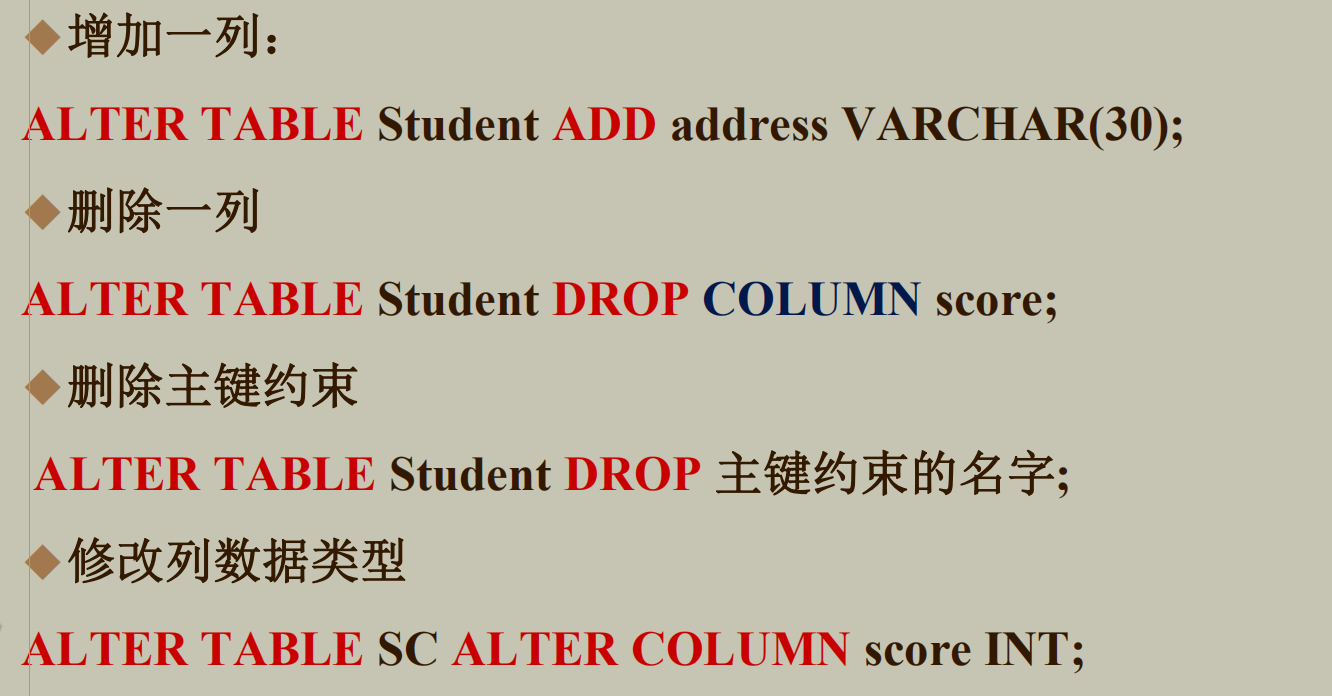 增加一列：
ALTER TABLE Student ADD address VARCHAR(30);
删除一列
ALTER TABLE Student DROP COLUMN score;
删除主键约束
ALTER TABLE Student DROP 主键约束的名字;
修改列数据类型
ALTER TABLE SC ALTER COLUMN score INT;